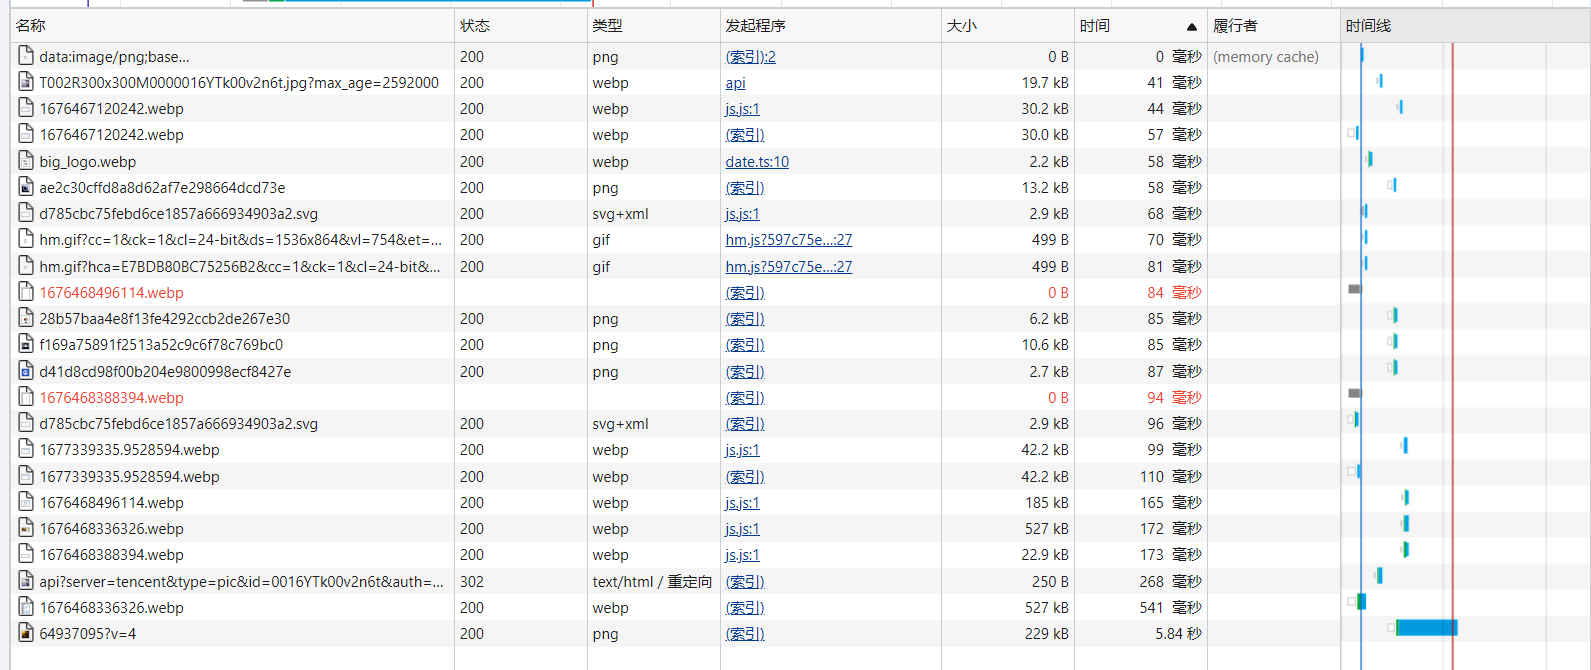 名称 状态 类型 发起程序 大小 时间 履行者 时间线
data:image/png;base... 200 png (索引):2 0 B 0 毫秒 (memory cache)
T002R300x300M0000016YTk00v2n6t.jpg?max_age=2592000 200 webp api 19.7 kB 41 毫秒
1676467120242.webp 200 webp js.js:1 30.2 kB 44 毫秒
1676467120242.webp 200 webp (索引) 30.0 kB 57 毫秒
big_logo.webp 200 webp date.ts:10 2.2 kB 58 毫秒
ae2c30cffd8a8d62af7e298664dcd73e 200 png (索引) 13.2 kB 58 毫秒
d785cbc75febd6ce1857a666934903a2.svg 200 svg+xml js.js:1 2.9 kB 68 毫秒
hm.gif?cc=1&ck=1&cl=24-bit&ds=1536x864&vl=754&et=... 200 gif hm.js?597c75e...:27 499 B 70 毫秒
hm.gif?hca=E7BDB80BC75256B2&cc=1&ck=1&cl=24-bit&... 200 gif hm.js?597c75e...:27 499 B 81 毫秒
1676468496114.webp (索引) 0 B 84 毫秒
28b57baa4e8f13fe4292ccb2de267e30 200 png (索引) 6.2 kB 85 毫秒
f169a75891f2513a52c9c6f78c769bc0 200 png (索引) 10.6 kB 85 毫秒
d41d8cd98f00b204e9800998ecf8427e 200 png (索引) 2.7 kB 87 毫秒
1676468388394.webp (索引) 0 B 94 毫秒
d785cbc75febd6ce1857a666934903a2.svg 200 svg+xml (索引) 2.9 kB 96 毫秒
1677339335.9528594.webp 200 webp js.js:1 42.2 kB 99 毫秒
1677339335.9528594.webp 200 webp (索引) 42.2 kB 110 毫秒
1676468496114.webp 200 webp js.js:1 185 kB 165 毫秒
1676468336326.webp 200 webp js.js:1 527 kB 172 毫秒
1676468388394.webp 200 webp js.js:1 22.9 kB 173 毫秒
api?server=tencent&type=pic&id=0016YTk00v2n6t&auth=... 302 text/html / 重定向 (索引) 250 B 268 毫秒
1676468336326.webp 200 webp (索引) 527 kB 541 毫秒
64937095?v=4 200 png (索引) 229 kB 5.84 秒